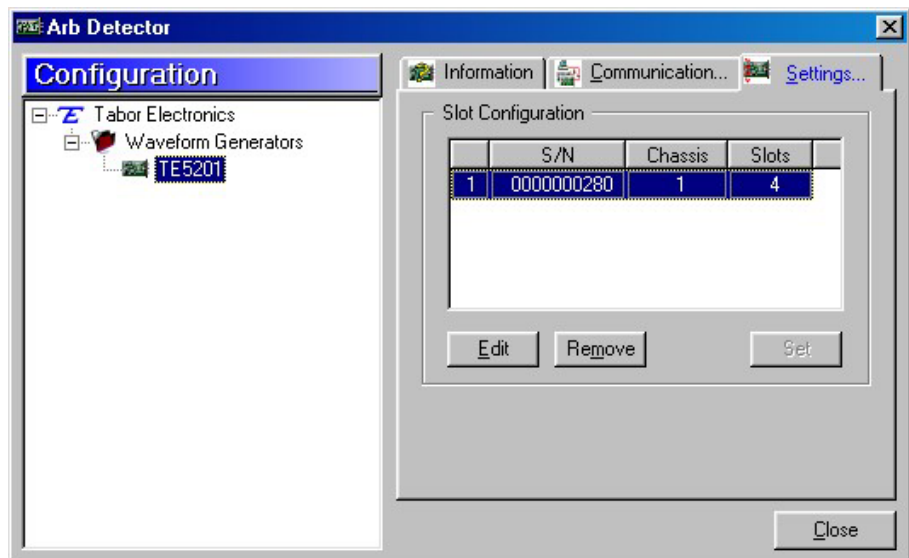 Arb Detector
Configuration
Tabor Electronics
Waveform Generators
TE5201
Information Communication... Settings...
Slot Configuration
S/N Chassis Slots
1 0000000280 1 4
Edit Remove Set
Close